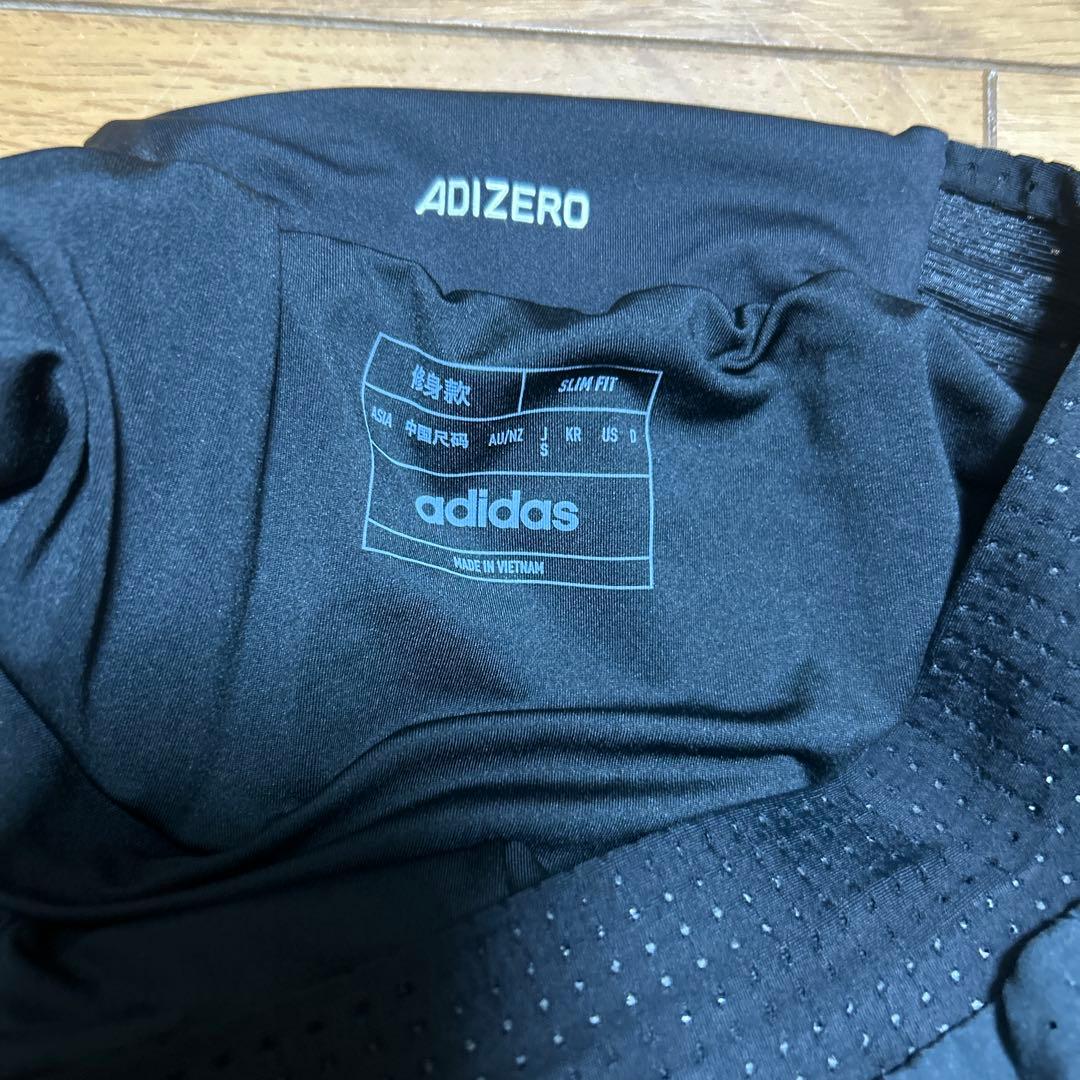 ADIZERO
修身款 SLIM FIT
ASIA 中国尺码 AU/NZ J KR US D
S
adidas
MADE IN VIETNAM